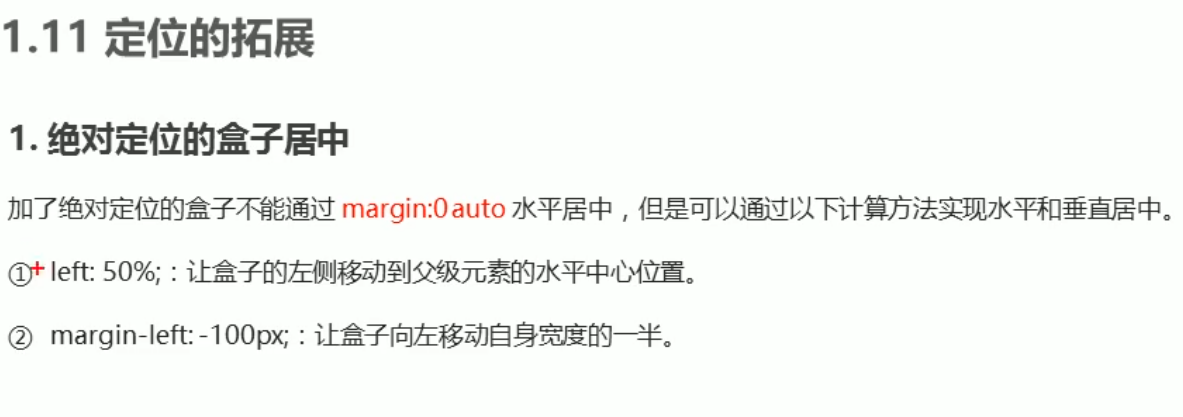 1.11 定位的拓展
1. 绝对定位的盒子居中
加了绝对定位的盒子不能通过 margin:0 auto 水平居中，但是可以通过以下计算方法实现水平和垂直居中。
① left: 50%;：让盒子的左侧移动到父级元素的水平中心位置。
② margin-left: -100px;：让盒子向左移动自身宽度的一半。